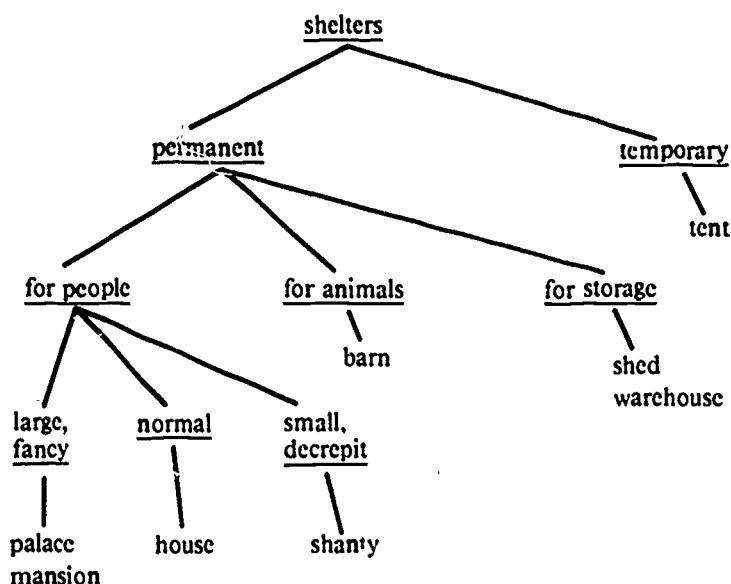 shelters
permanent
temporary
tent
for people
for animals
for storage
barn
shed
warehouse
large,
fancy
normal
small,
decrepit
palace
mansion
house
shanty